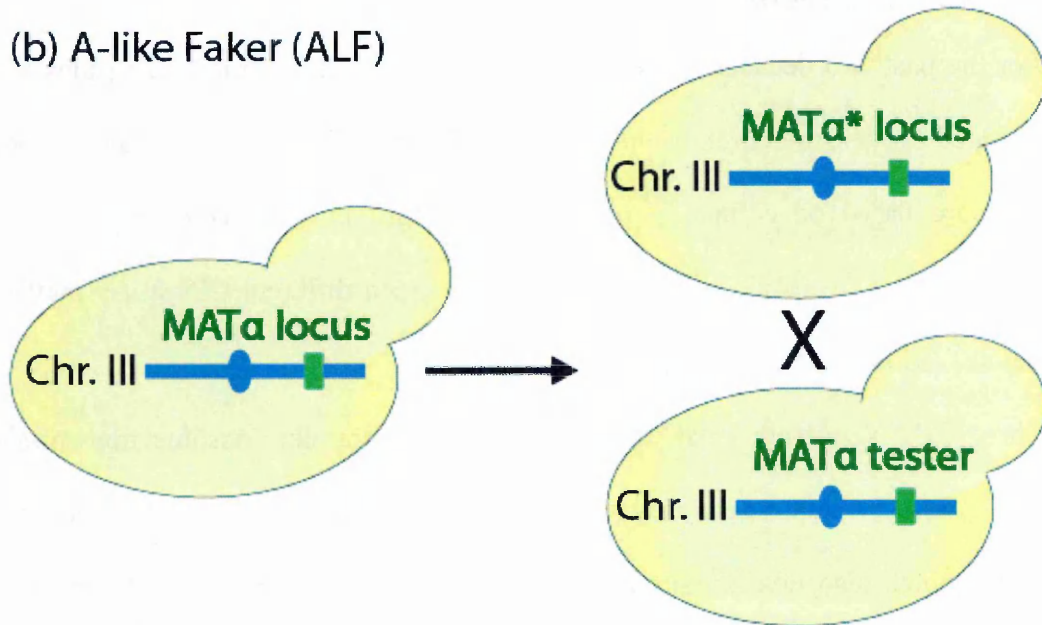 (b) A-like Faker (ALF)
MATα* locus
Chr. III
MATα locus
Chr. III
X
MATα tester
Chr. III